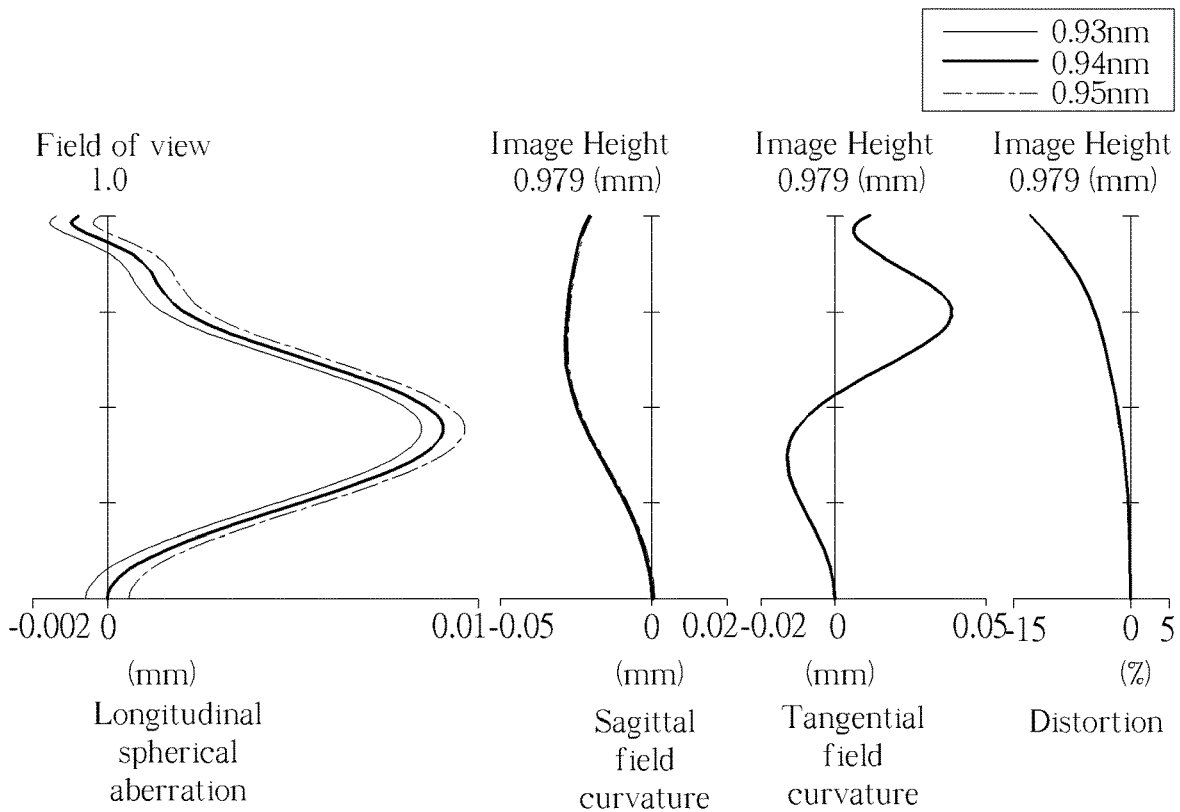 0.93nm
0.94nm
0.95nm
Field of view
1.0
Image Height
0.979 (mm)
Image Height
0.979 (mm)
Image Height
0.979 (mm)
-0.002 0 0.01
-0.05 0 0.02
-0.02 0 0.05
-15 0 5
(mm)
(mm)
(mm)
(%)
Longitudinal
spherical
aberration
Sagittal
field
curvature
Tangential
field
curvature
Distortion